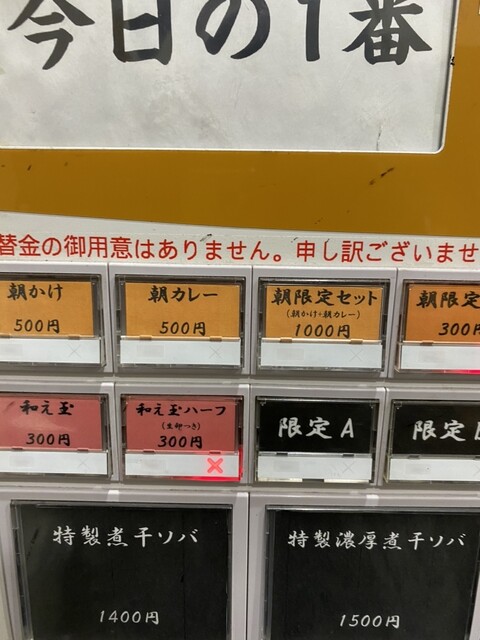 今日の1番
替金の御用意はありません。申し訳ございませ
朝かけ
500円
朝カレー
500円
朝限定セット
(朝かけ+朝カレー)
1000円
朝限定
300円
和え玉
300円
和え玉ハーフ
(生卵つき)
300円
限定A
限定
特製煮干ソバ
1400円
特製濃厚煮干ソバ
1500円